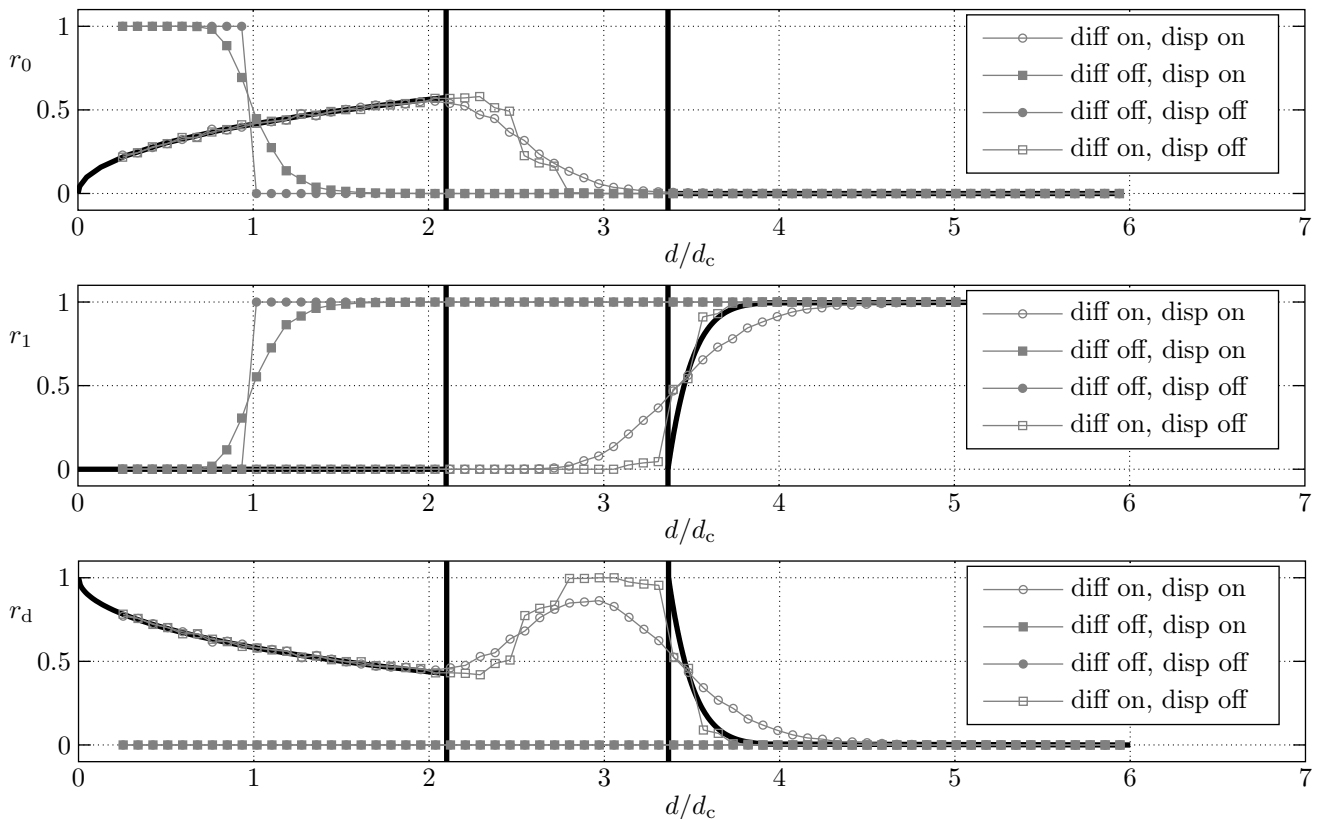 1
r0
0.5
0
diff on, disp on
diff off, disp on
diff off, disp off
diff on, disp off
0 1 2 3 4 5 6 7
d/dc
1
r1
0.5
0
diff on, disp on
diff off, disp on
diff off, disp off
diff on, disp off
0 1 2 3 4 5 6 7
d/dc
1
rd
0.5
0
diff on, disp on
diff off, disp on
diff off, disp off
diff on, disp off
0 1 2 3 4 5 6 7
d/dc